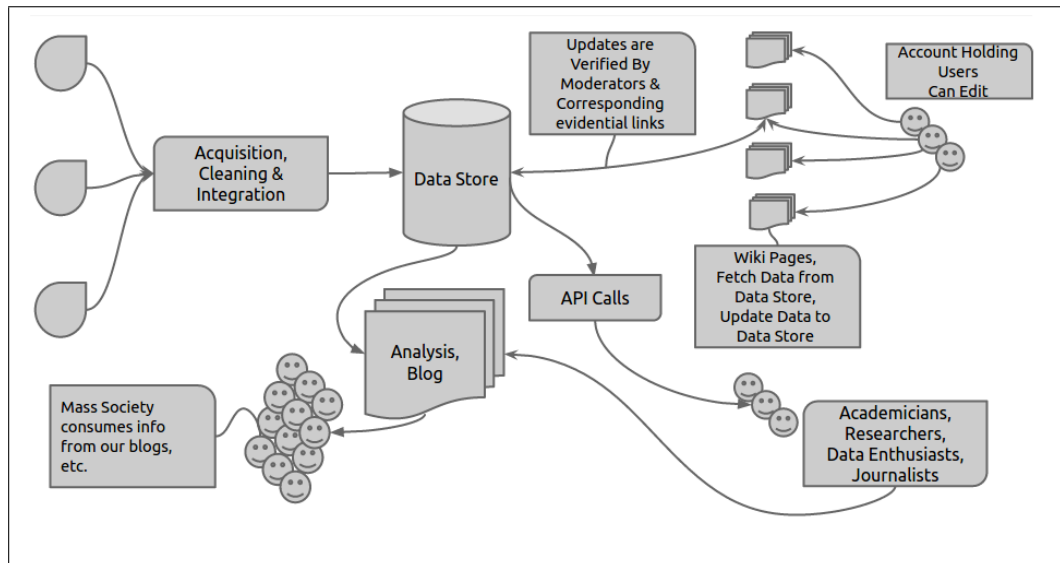 Updates are
Verified By
Moderators &
Corresponding
evidential links
Account Holding
Users
Can Edit
Acquisition,
Cleaning &
Integration
Data Store
Wiki Pages,
Fetch Data from
Data Store,
Update Data to
Data Store
API Calls
Analysis,
Blog
Mass Society
consumes info
from our blogs,
etc.
Academicians,
Researchers,
Data Enthusiasts,
Journalists